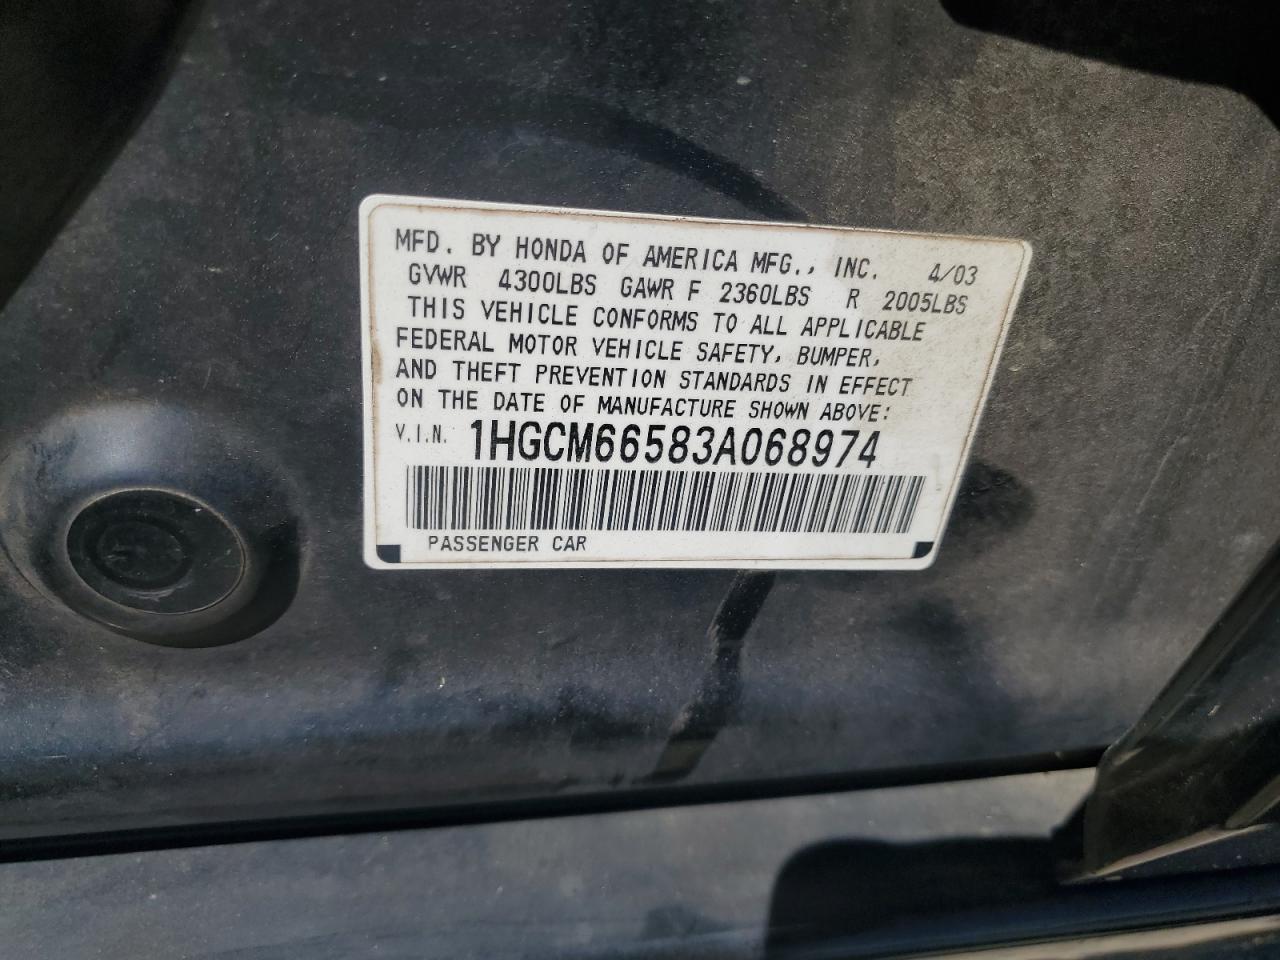 MFD. BY HONDA OF AMERICA MFG., INC. 4/03
GVWR 4300LBS GAWR F 2360LBS R 2005LBS
THIS VEHICLE CONFORMS TO ALL APPLICABLE
FEDERAL MOTOR VEHICLE SAFETY, BUMPER,
AND THEFT PREVENTION STANDARDS IN EFFECT
ON THE DATE OF MANUFACTURE SHOWN ABOVE:
V.I.N. 1HGCM66583A068974
PASSENGER CAR